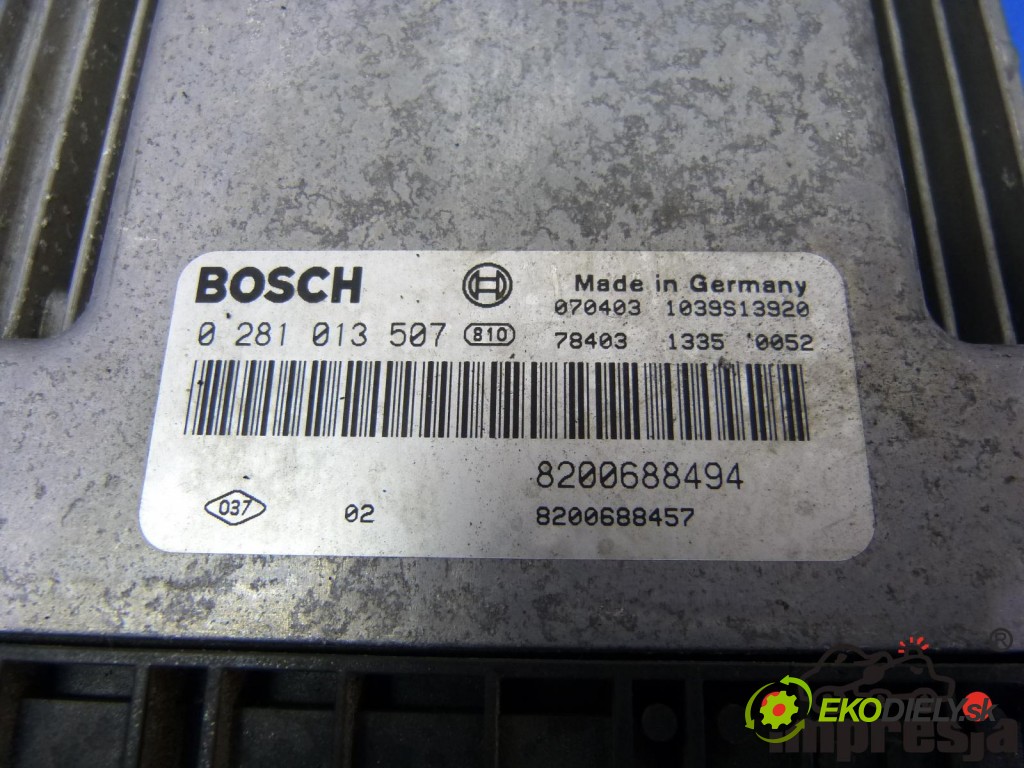 BOSCH Made in Germany
070403 1039S13920
0 281 013 507 810 78403 1335 0052
8200688494
037 02 8200688457
®
EKODIELY.sk
impresja